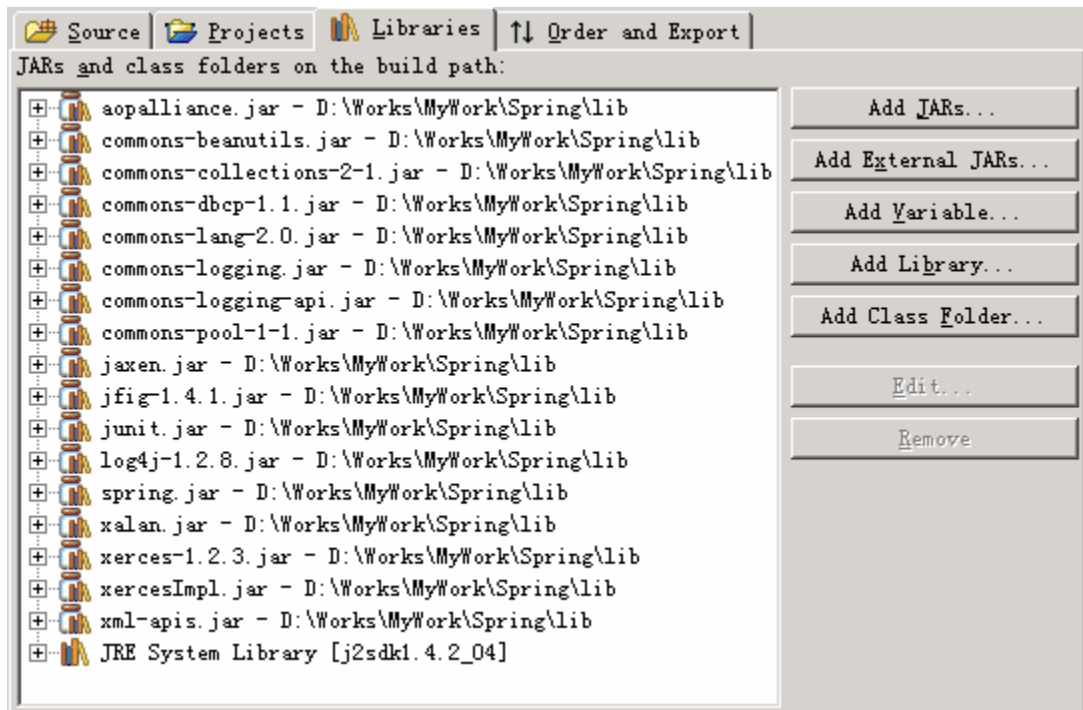 Source Projects Libraries Order and Export
JARs and class folders on the build path:
aopalliance.jar - D:\Works\MyWork\Spring\lib
commons-beanutils.jar - D:\Works\MyWork\Spring\lib
commons-collections-2-1.jar - D:\Works\MyWork\Spring\lib
commons-dbcp-1.1.jar - D:\Works\MyWork\Spring\lib
commons-lang-2.0.jar - D:\Works\MyWork\Spring\lib
commons-logging.jar - D:\Works\MyWork\Spring\lib
commons-logging-api.jar - D:\Works\MyWork\Spring\lib
commons-pool-1-1.jar - D:\Works\MyWork\Spring\lib
jaxen.jar - D:\Works\MyWork\Spring\lib
jfig-1.4.1.jar - D:\Works\MyWork\Spring\lib
junit.jar - D:\Works\MyWork\Spring\lib
log4j-1.2.8.jar - D:\Works\MyWork\Spring\lib
spring.jar - D:\Works\MyWork\Spring\lib
xalan.jar - D:\Works\MyWork\Spring\lib
xerces-1.2.3.jar - D:\Works\MyWork\Spring\lib
xercesImpl.jar - D:\Works\MyWork\Spring\lib
xml-apis.jar - D:\Works\MyWork\Spring\lib
JRE System Library [j2sdk1.4.2_04]
Add JARs...
Add External JARs...
Add Variable...
Add Library...
Add Class Folder...
Edit...
Remove